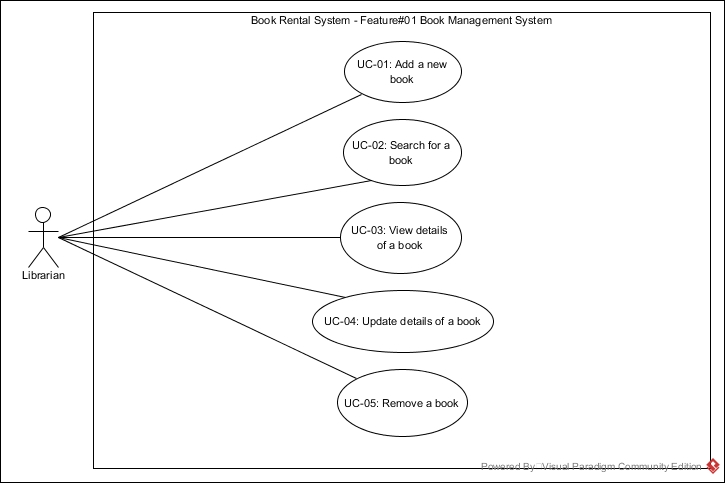 Book Rental System - Feature#01 Book Management System
UC-01: Add a new
book
UC-02: Search for a
book
UC-03: View details
of a book
Librarian
UC-04: Update details of a book
UC-05: Remove a book
Powered By Visual Paradigm Community Edition